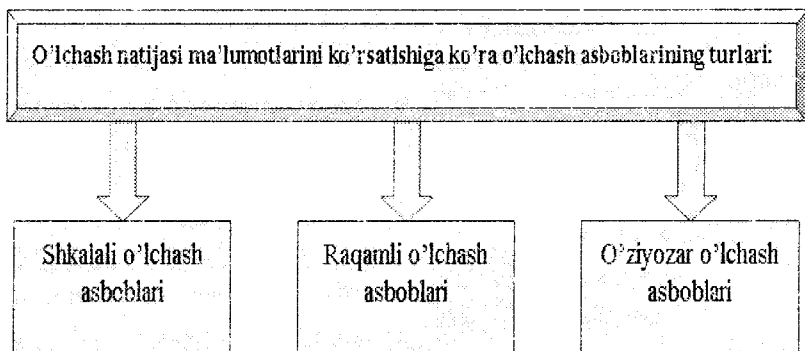 O'lchash natijasi ma'lumotlarini ko'rsatishiga ko'ra o'lchash asboblarining turlari:
Shkalali o'lchash
asboblari
Raqamli o'lchash
asboblari
O'ziyozar o'lchash
asboblari